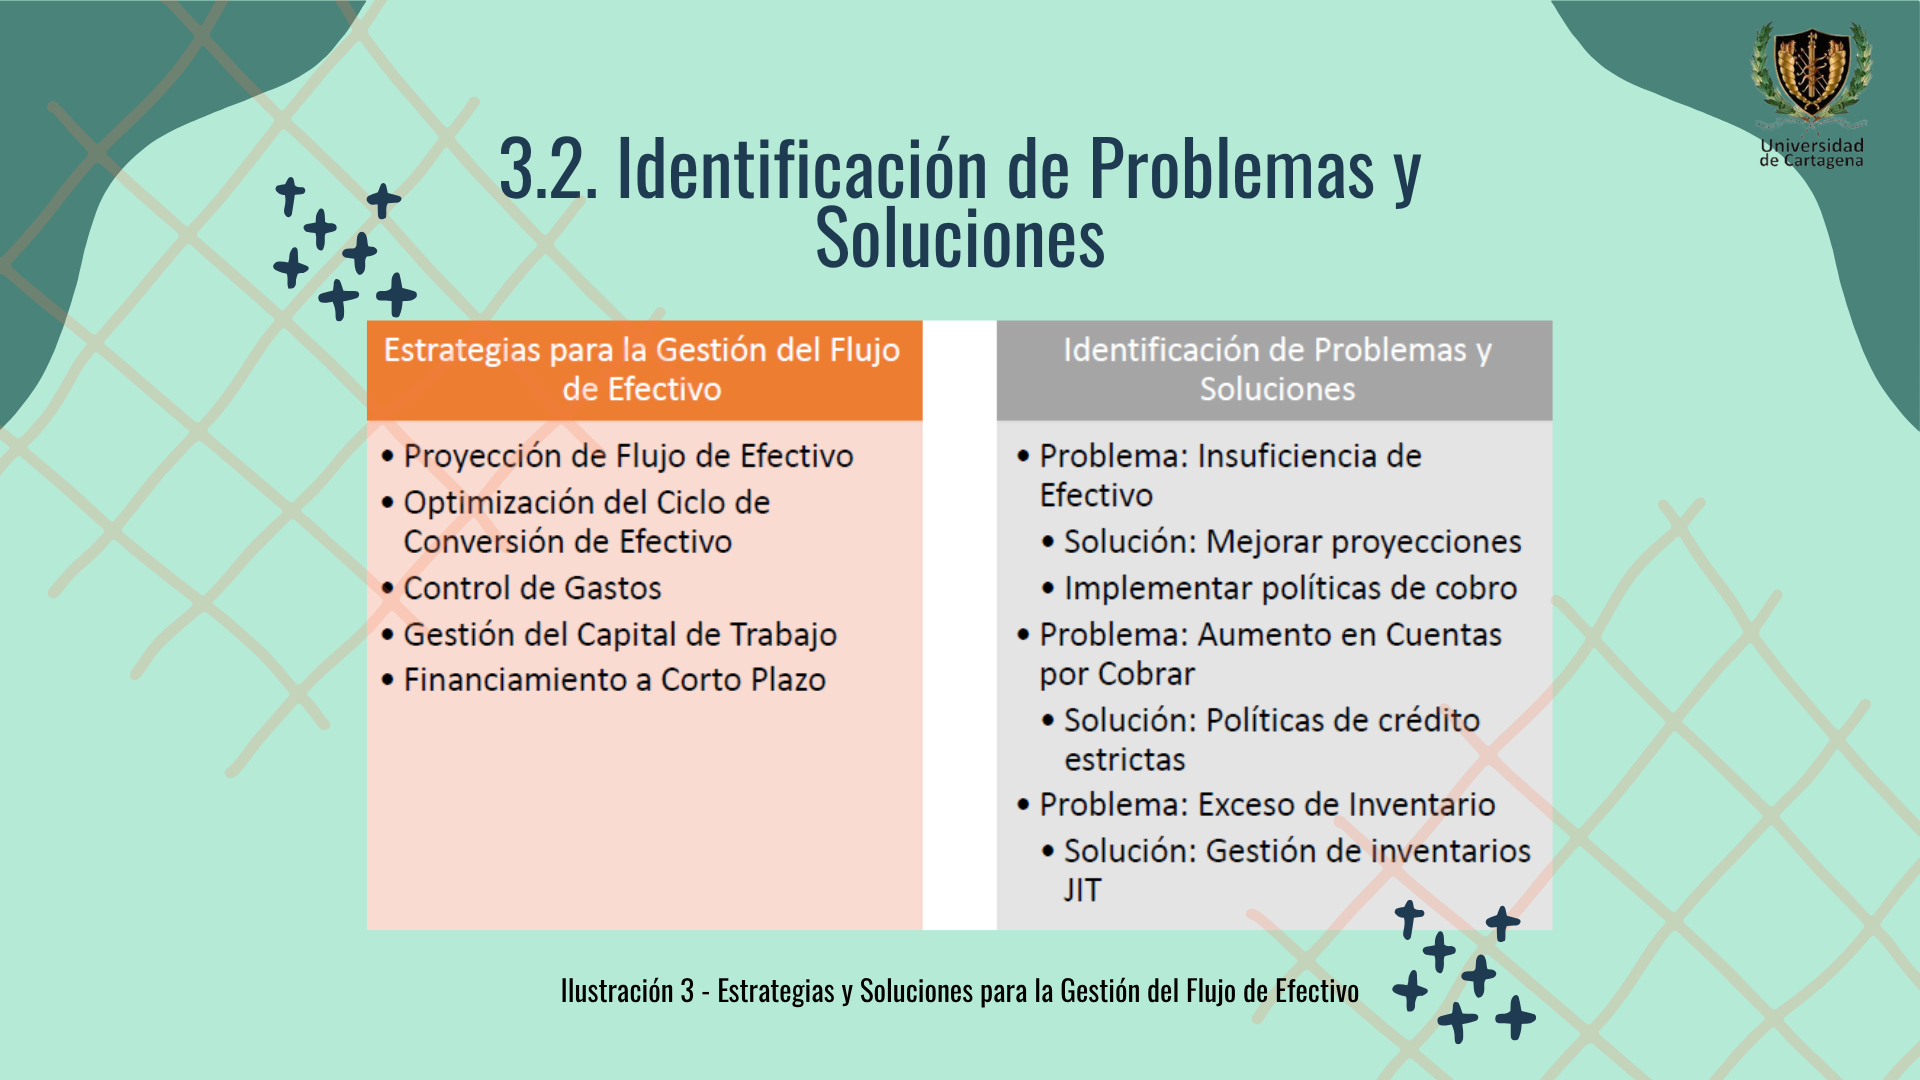 Universidad
de Cartagena
3.2. Identificación de Problemas y
Soluciones
Estrategias para la Gestión del Flujo
de Efectivo
• Proyección de Flujo de Efectivo
• Optimización del Ciclo de
Conversión de Efectivo
• Control de Gastos
• Gestión del Capital de Trabajo
• Financiamiento a Corto Plazo
Identificación de Problemas y
Soluciones
• Problema: Insuficiencia de
Efectivo
• Solución: Mejorar proyecciones
• Implementar políticas de cobro
• Problema: Aumento en Cuentas
por Cobrar
• Solución: Políticas de crédito
estrictas
• Problema: Exceso de Inventario
• Solución: Gestión de inventarios
JIT
Ilustración 3 - Estrategias y Soluciones para la Gestión del Flujo de Efectivo